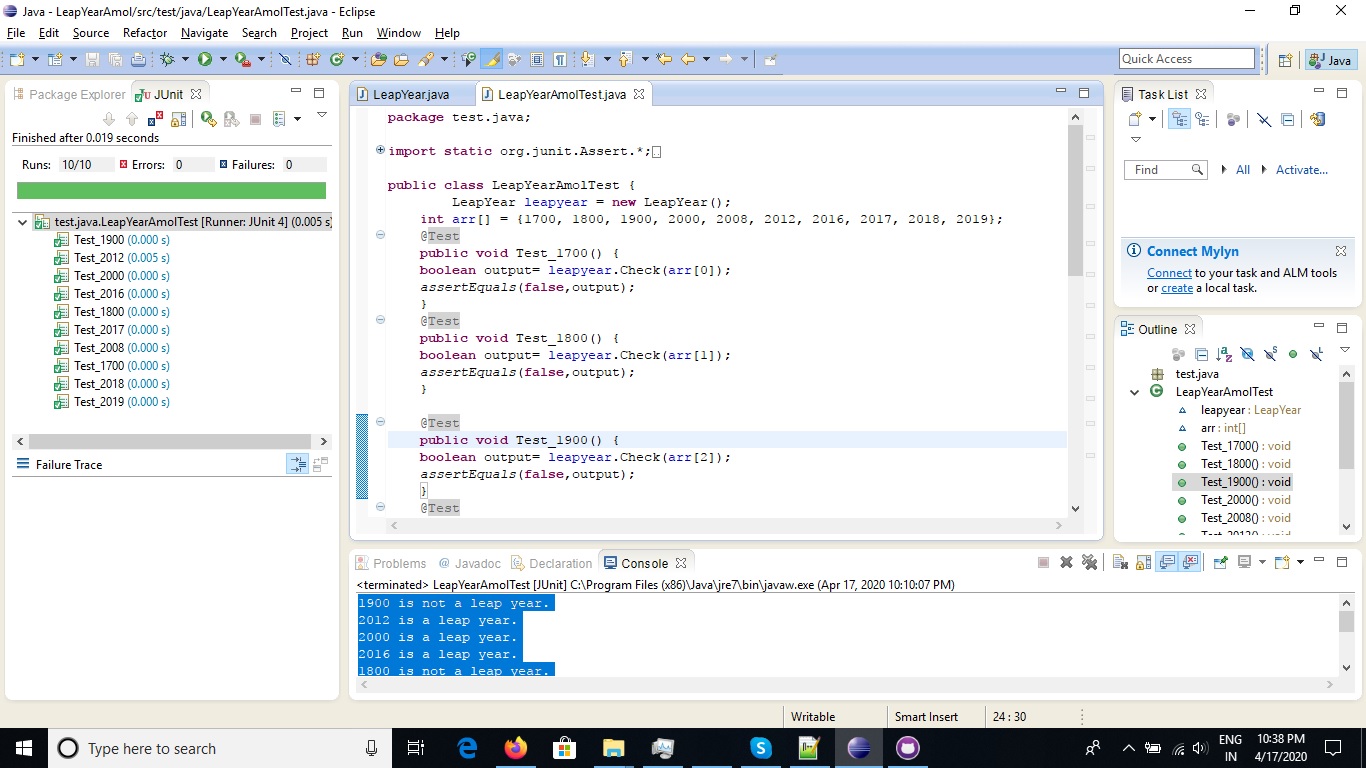 Java - LeapYearAmol/src/test/java/LeapYearAmolTest.java - Eclipse
File Edit Source Refactor Navigate Search Project Run Window Help
Quick Access
Java
Package Explorer
JUnit
Finished after 0.019 seconds
Runs: 10/10 Errors: 0 Failures: 0
test.java.LeapYearAmolTest [Runner: JUnit 4] (0.005 s
Test_1900 (0.000 s)
Test_2012 (0.005 s)
Test_2000 (0.000 s)
Test_2016 (0.000 s)
Test_1800 (0.000 s)
Test_2017 (0.000 s)
Test_2008 (0.000 s)
Test_1700 (0.000 s)
Test_2018 (0.000 s)
Test_2019 (0.000 s)
Failure Trace
LeapYear.java
LeapYearAmolTest.java
package test.java;
import static org.junit.Assert.*;
public class LeapYearAmolTest {
LeapYear leapyear = new LeapYear();
int arr[] = {1700, 1800, 1900, 2000, 2008, 2012, 2016, 2017, 2018, 2019};
@Test
public void Test_1700() {
boolean output= leapyear.Check(arr[0]);
assertEquals(false,output);
}
@Test
public void Test_1800() {
boolean output= leapyear.Check(arr[1]);
assertEquals(false,output);
}
@Test
public void Test_1900() {
boolean output= leapyear.Check(arr[2]);
assertEquals(false,output);
}
@Test
Task List
Find
All
Activate...
Connect Mylyn
Connect to your task and ALM tools
or create a local task.
Outline
test.java
LeapYearAmolTest
leapyear : LeapYear
arr : int[]
Test_1700() : void
Test_1800() : void
Test_1900() : void
Test_2000() : void
Test_2008() : void
Test_2012() : void
Problems
@ Javadoc
Declaration
Console
<terminated> LeapYearAmolTest [JUnit] C:\Program Files (x86)\Java\jre7\bin\javaw.exe (Apr 17, 2020 10:10:07 PM)
1900 is not a leap year.
2012 is a leap year.
2000 is a leap year.
2016 is a leap year.
1800 is not a leap year.
Writable
Smart Insert
24 : 30
Type here to search
ENG
IN
10:38 PM
4/17/2020